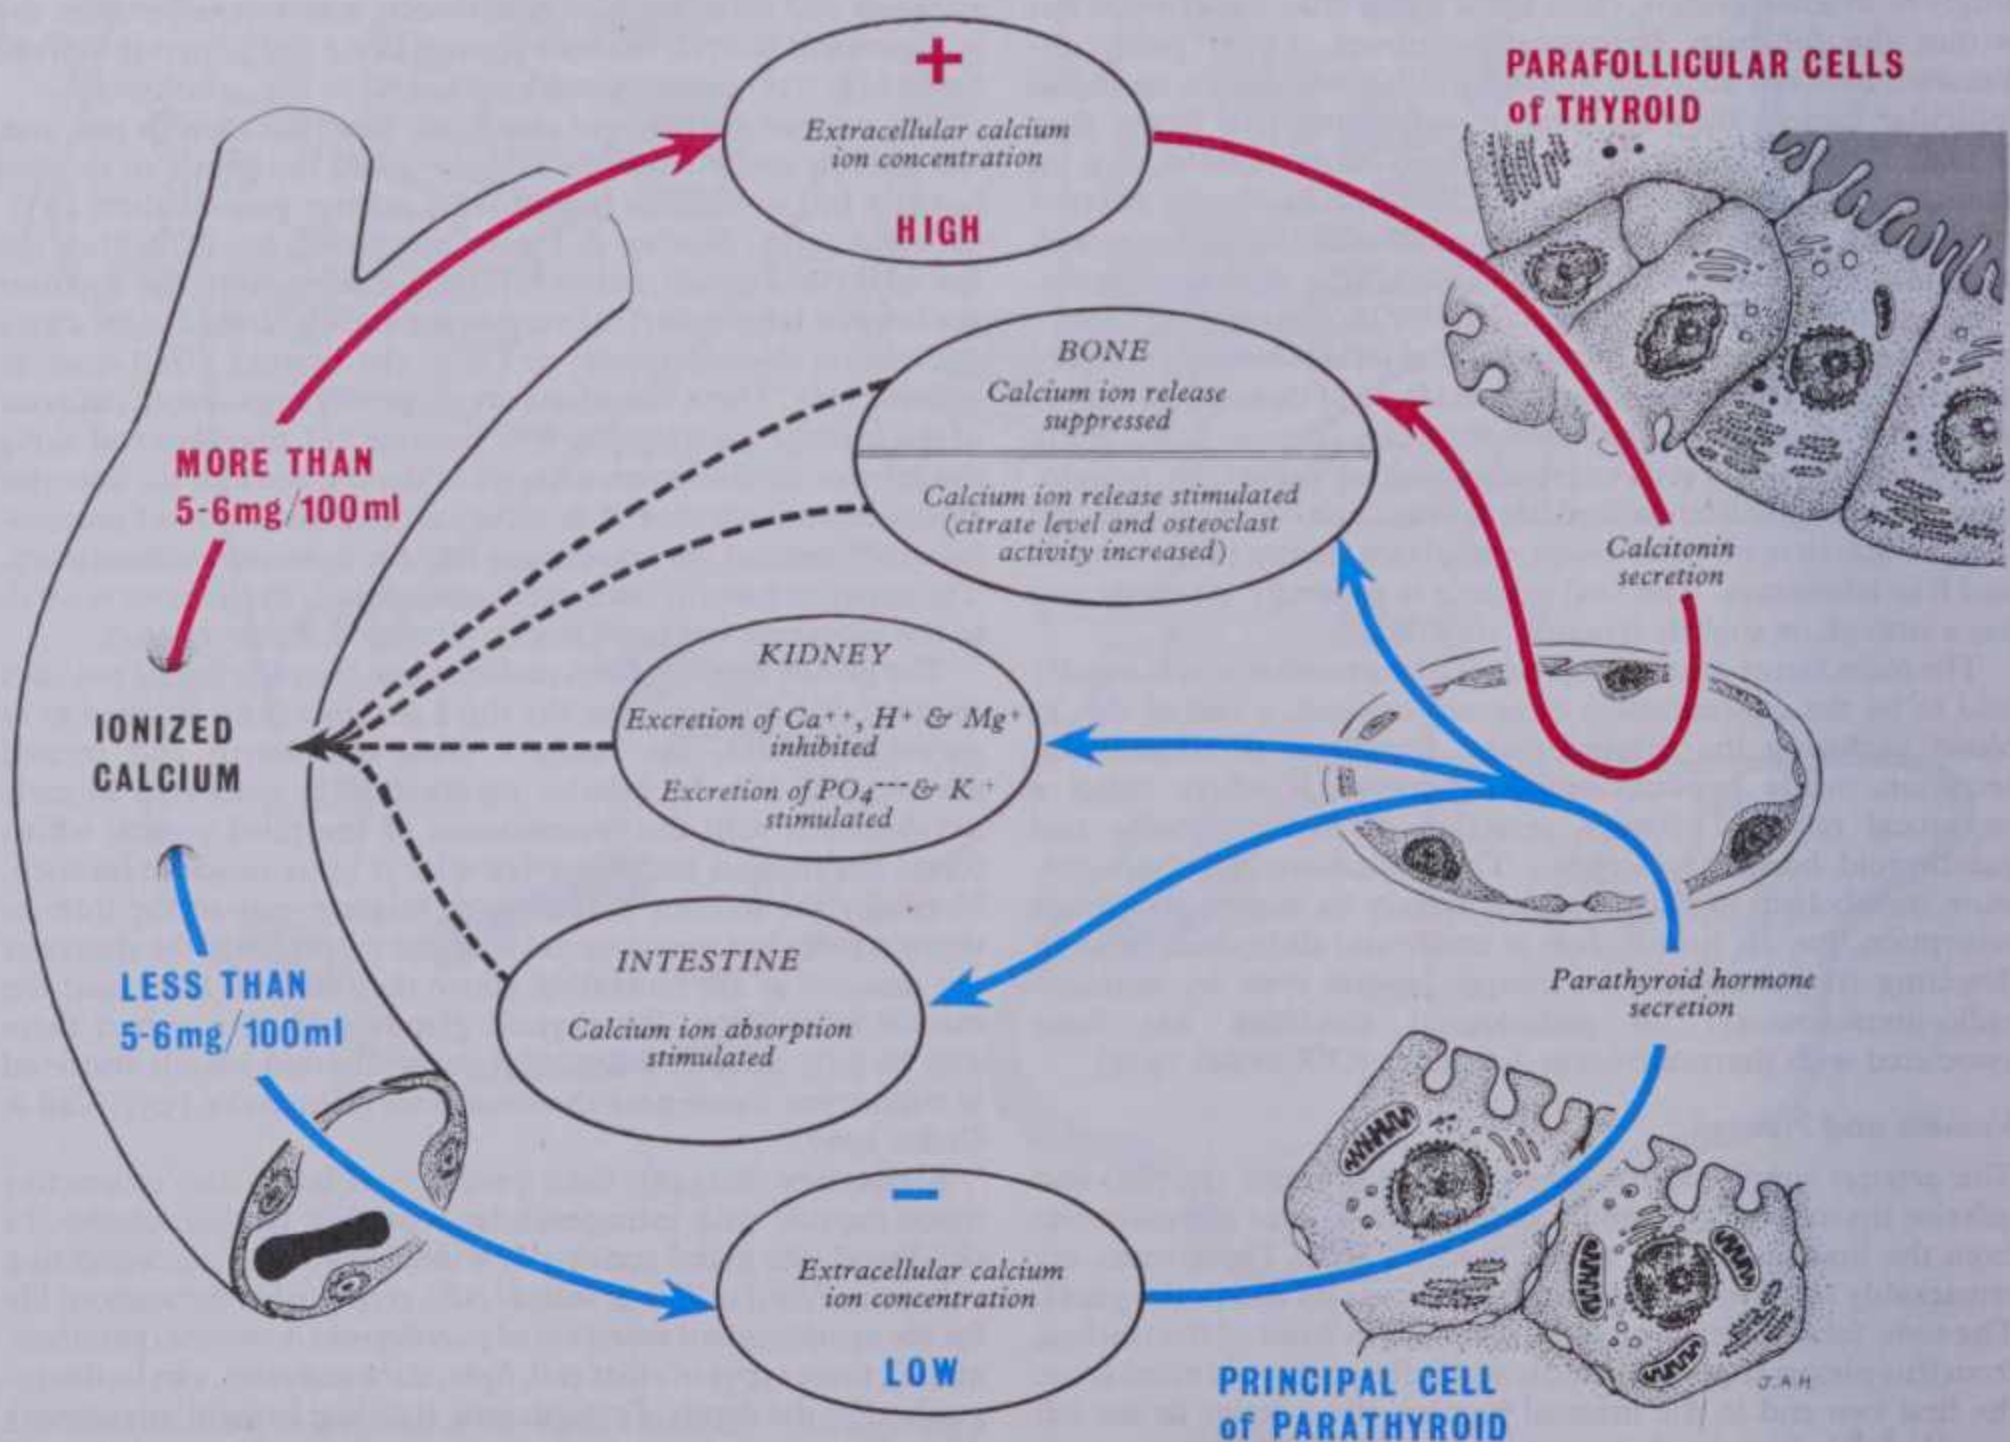 +
Extracellular calcium
ion concentration
HIGH
PARAFOLLICULAR CELLS
of THYROID
BONE
Calcium ion release
suppressed
Calcium ion release stimulated
(citrate level and osteoclast
activity increased)
MORE THAN
5-6mg/100ml
Calcitonin
secretion
KIDNEY
Excretion of Ca⁺⁺, H⁺ & Mg⁺
inhibited
Excretion of PO₄⁻⁻⁻ & K⁺
stimulated
IONIZED
CALCIUM
INTESTINE
Calcium ion absorption
stimulated
LESS THAN
5-6mg/100ml
Parathyroid hormone
secretion
–
Extracellular calcium
ion concentration
LOW
PRINCIPAL CELL
of PARATHYROID
J.A.H